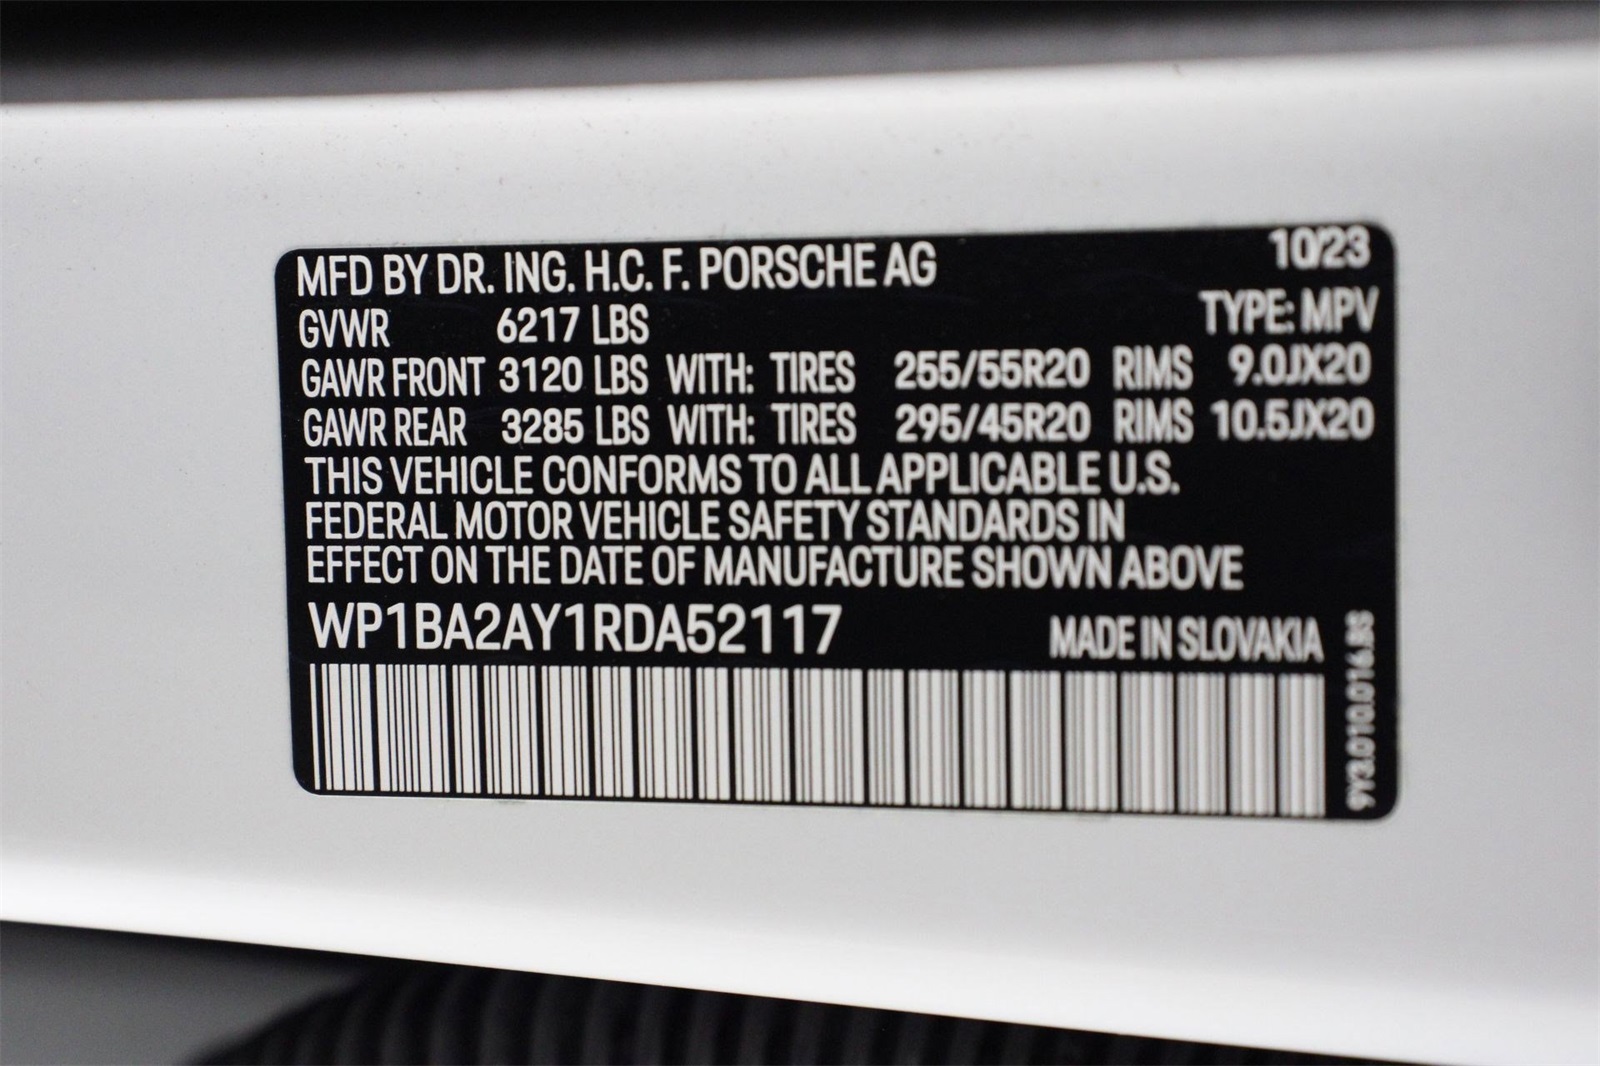 MFD BY DR. ING. H.C. F. PORSCHE AG 10/23
GVWR 6217 LBS TYPE: MPV
GAWR FRONT 3120 LBS WITH: TIRES 255/55R20 RIMS 9.0JX20
GAWR REAR 3285 LBS WITH: TIRES 295/45R20 RIMS 10.5JX20
THIS VEHICLE CONFORMS TO ALL APPLICABLE U.S.
FEDERAL MOTOR VEHICLE SAFETY STANDARDS IN
EFFECT ON THE DATE OF MANUFACTURE SHOWN ABOVE
WP1BA2AY1RDA52117 MADE IN SLOVAKIA
9Y3.010.016.BS